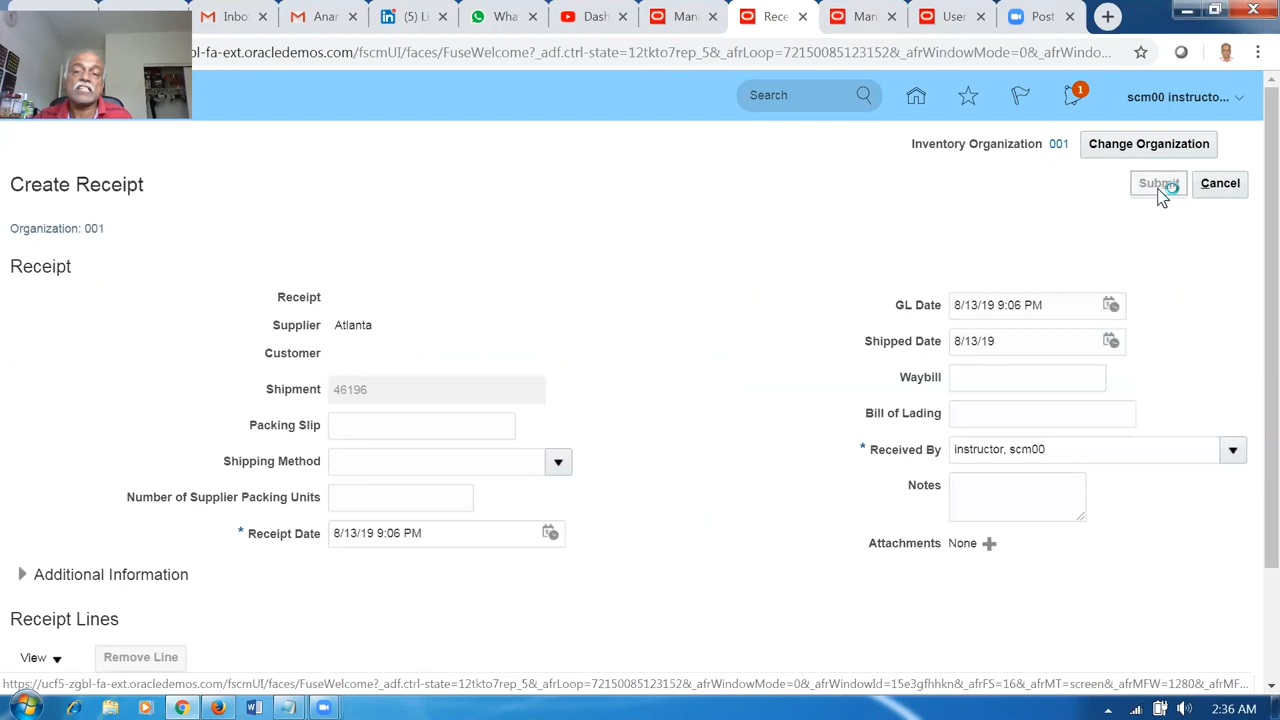 Inbo
Anar
(5) Li
Wha
Dash
Mana
Rece
Mana
User
Post
bl-fa-ext.oracledemos.com/fscmUI/faces/FuseWelcome?_adf.ctrl-state=12tkto7rep_5&_afrLoop=7215008512315​2&_afrWindowMode=0&_afrWindo...
Search
1
scm00 instructo...
Inventory Organization 001 Change Organization
Create Receipt
Submit Cancel
Organization: 001
Receipt
Receipt
Supplier Atlanta
Customer
Shipment 46196
Packing Slip
Shipping Method
Number of Supplier Packing Units
* Receipt Date 8/13/19 9:06 PM
GL Date 8/13/19 9:06 PM
Shipped Date 8/13/19
Waybill
Bill of Lading
* Received By instructor, scm00
Notes
Attachments None
Additional Information
Receipt Lines
View Remove Line
https://ucf5-zgbl-fa-ext.oracledemos.com/fscmUI/faces/FuseWelcome?_adf.ctrl-state=12tkto7rep_5&_afrLoop=72150085123152&_afrWindowMode=0&_afrWindowId=15e3gfhhkn&_afrFS=16&_afrMT=screen&_afrMFW=1280&_afrMF...
2:36 AM